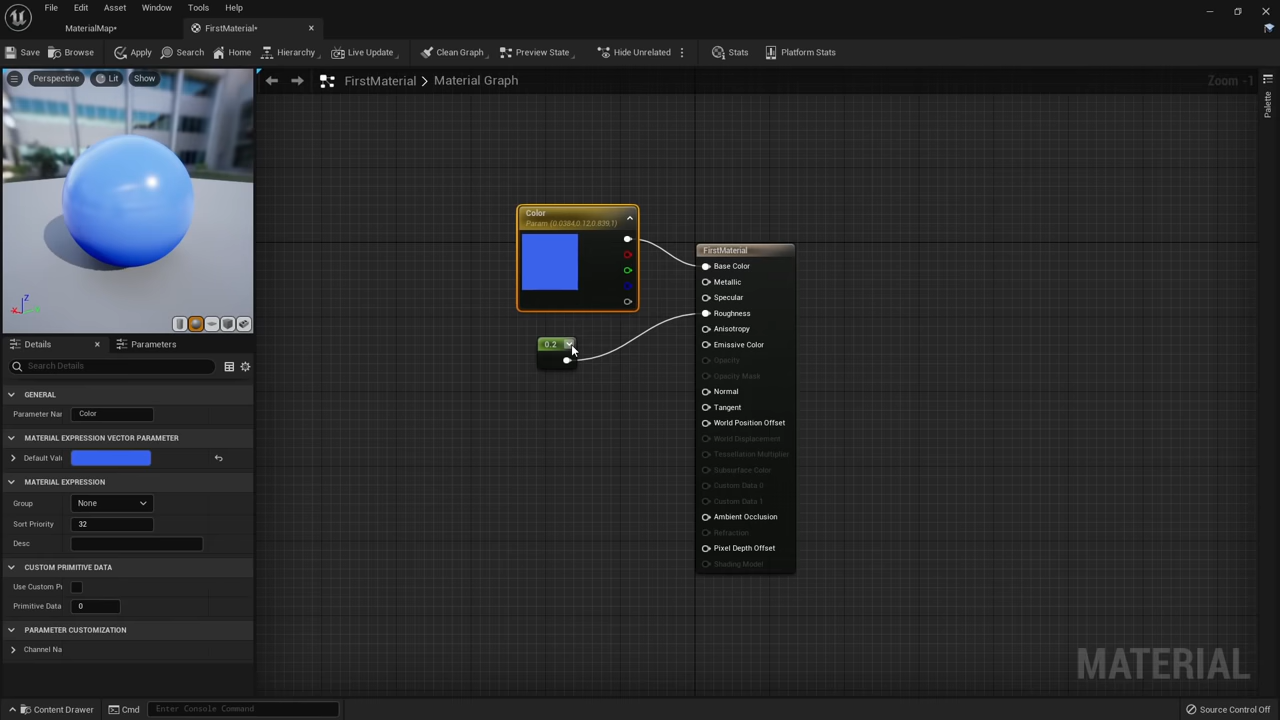 File Edit Asset Window Tools Help
MaterialMap*
FirstMaterial*
Save Browse Apply Search Home Hierarchy Live Update Clean Graph Preview State Hide Unrelated Stats Platform Stats
Perspective Lit Show
FirstMaterial > Material Graph
Zoom -1
Palette
Color
Param (0.0384,0.12,0.839,1)
0.2
FirstMaterial
Base Color
Metallic
Specular
Roughness
Anisotropy
Emissive Color
Opacity
Opacity Mask
Normal
Tangent
World Position Offset
World Displacement
Tessellation Multiplier
Subsurface Color
Custom Data 0
Custom Data 1
Ambient Occlusion
Refraction
Pixel Depth Offset
Shading Model
Z
X
Details
Parameters
Search Details
GENERAL
Parameter Nar Color
MATERIAL EXPRESSION VECTOR PARAMETER
Default Valu
MATERIAL EXPRESSION
Group None
Sort Priority 32
Desc
CUSTOM PRIMITIVE DATA
Use Custom Pi
Primitive Data 0
PARAMETER CUSTOMIZATION
Channel Na
MATERIAL
Content Drawer Cmd Enter Console Command
Source Control Off